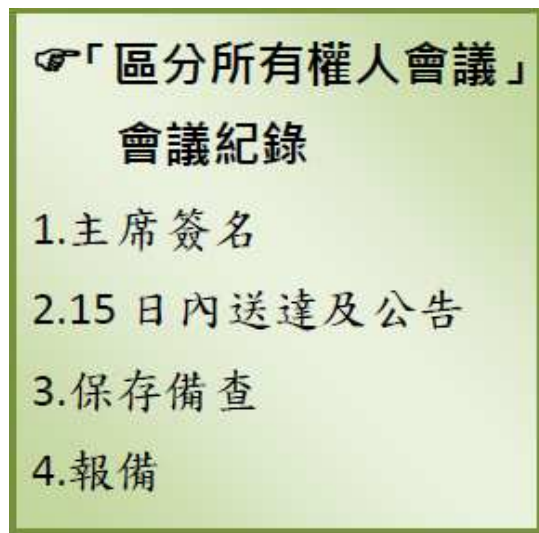 ☞「區分所有權人會議」
會議紀錄
1.主席簽名
2.15 日內送達及公告
3.保存備查
4.報備